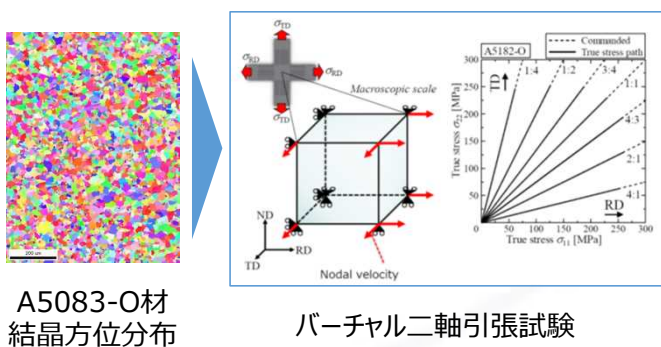 200 um
A5083-O材
結晶方位分布
σTD
σRD
σRD
σTD
Macroscopic scale
ND
RD
TD
Nodal velocity
A5182-O
Commanded
True stress path
TD
1:4
1:2
3:4
1:1
4:3
2:1
4:1
RD
True stress σ22 [MPa]
300
250
200
150
100
50
0
0 50 100 150 200 250 300
True stress σ11 [MPa]
バーチャル二軸引張試験